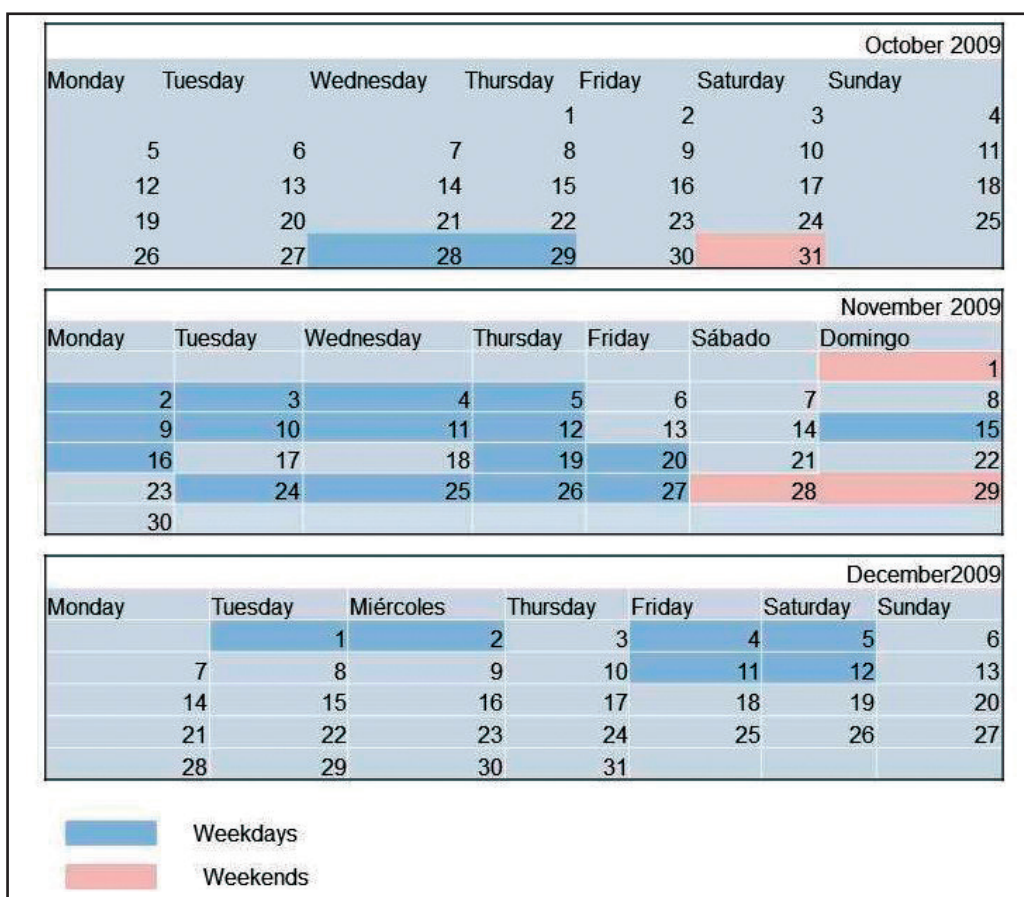 October 2009
Monday Tuesday Wednesday Thursday Friday Saturday Sunday
1 2 3 4
5 6 7 8 9 10 11
12 13 14 15 16 17 18
19 20 21 22 23 24 25
26 27 28 29 30 31
November 2009
Monday Tuesday Wednesday Thursday Friday Sábado Domingo
1
2 3 4 5 6 7 8
9 10 11 12 13 14 15
16 17 18 19 20 21 22
23 24 25 26 27 28 29
30
December2009
Monday Tuesday Miércoles Thursday Friday Saturday Sunday
1 2 3 4 5 6
7 8 9 10 11 12 13
14 15 16 17 18 19 20
21 22 23 24 25 26 27
28 29 30 31
Weekdays
Weekends